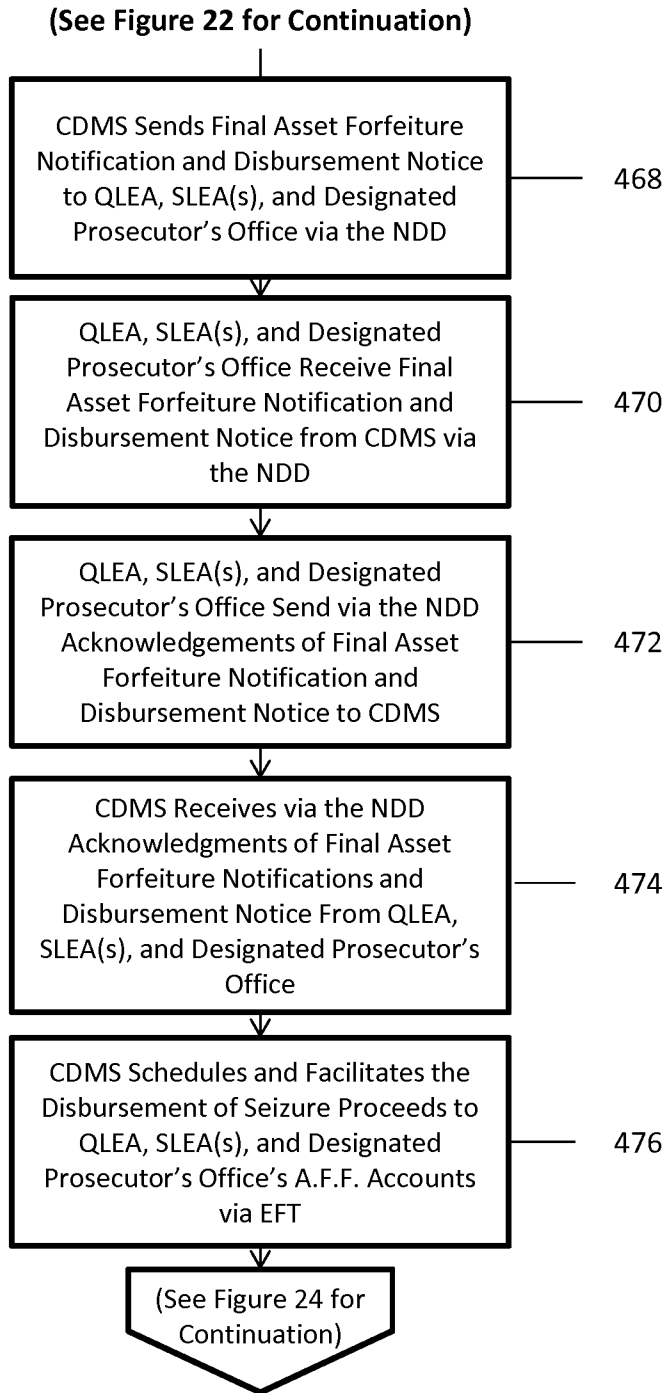 (See Figure 22 for Continuation)
CDMS Sends Final Asset Forfeiture
Notification and Disbursement Notice
to QLEA, SLEA(s), and Designated
Prosecutor’s Office via the NDD
468
QLEA, SLEA(s), and Designated
Prosecutor’s Office Receive Final
Asset Forfeiture Notification and
Disbursement Notice from CDMS via
the NDD
470
QLEA, SLEA(s), and Designated
Prosecutor’s Office Send via the NDD
Acknowledgements of Final Asset
Forfeiture Notification and
Disbursement Notice to CDMS
472
CDMS Receives via the NDD
Acknowledgments of Final Asset
Forfeiture Notifications and
Disbursement Notice From QLEA,
SLEA(s), and Designated Prosecutor’s
Office
474
CDMS Schedules and Facilitates the
Disbursement of Seizure Proceeds to
QLEA, SLEA(s), and Designated
Prosecutor’s Office’s A.F.F. Accounts
via EFT
476
(See Figure 24 for
Continuation)